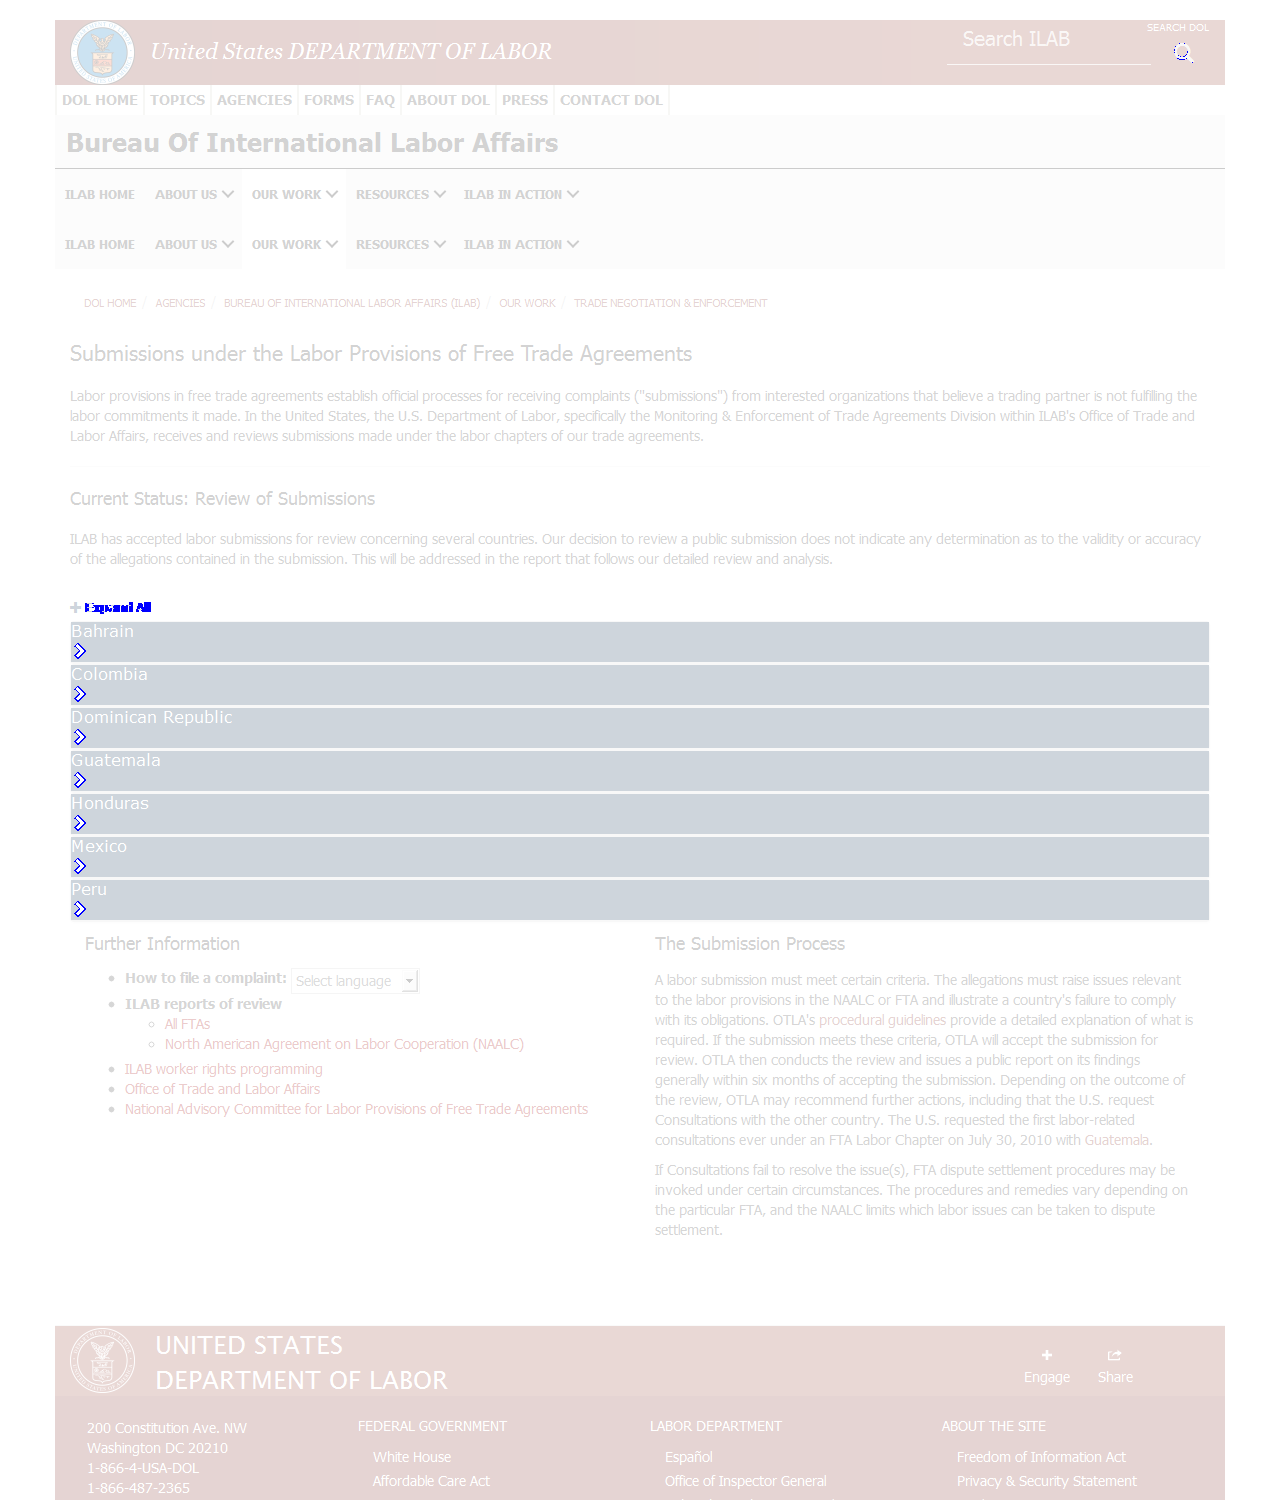 United States DEPARTMENT OF LABOR
Search ILAB
SEARCH DOL
DOL HOME TOPICS AGENCIES FORMS FAQ ABOUT DOL PRESS CONTACT DOL
Bureau Of International Labor Affairs
ILAB HOME ABOUT US OUR WORK RESOURCES ILAB IN ACTION
ILAB HOME ABOUT US OUR WORK RESOURCES ILAB IN ACTION
DOL HOME / AGENCIES / BUREAU OF INTERNATIONAL LABOR AFFAIRS (ILAB) / OUR WORK / TRADE NEGOTIATION & ENFORCEMENT
Submissions under the Labor Provisions of Free Trade Agreements
Labor provisions in free trade agreements establish official processes for receiving complaints ("submissions") from interested organizations that believe a trading partner is not fulfilling the
labor commitments it made. In the United States, the U.S. Department of Labor, specifically the Monitoring & Enforcement of Trade Agreements Division within ILAB's Office of Trade and
Labor Affairs, receives and reviews submissions made under the labor chapters of our trade agreements.
Current Status: Review of Submissions
ILAB has accepted labor submissions for review concerning several countries. Our decision to review a public submission does not indicate any determination as to the validity or accuracy
of the allegations contained in the submission. This will be addressed in the report that follows our detailed review and analysis.
Expand All
Bahrain
Colombia
Dominican Republic
Guatemala
Honduras
Mexico
Peru
Further Information
How to file a complaint: Select language
ILAB reports of review
All FTAs
North American Agreement on Labor Cooperation (NAALC)
ILAB worker rights programming
Office of Trade and Labor Affairs
National Advisory Committee for Labor Provisions of Free Trade Agreements
The Submission Process
A labor submission must meet certain criteria. The allegations must raise issues relevant
to the labor provisions in the NAALC or FTA and illustrate a country's failure to comply
with its obligations. OTLA's procedural guidelines provide a detailed explanation of what is
required. If the submission meets these criteria, OTLA will accept the submission for
review. OTLA then conducts the review and issues a public report on its findings
generally within six months of accepting the submission. Depending on the outcome of
the review, OTLA may recommend further actions, including that the U.S. request
Consultations with the other country. The U.S. requested the first labor-related
consultations ever under an FTA Labor Chapter on July 30, 2010 with Guatemala.
If Consultations fail to resolve the issue(s), FTA dispute settlement procedures may be
invoked under certain circumstances. The procedures and remedies vary depending on
the particular FTA, and the NAALC limits which labor issues can be taken to dispute
settlement.
UNITED STATES
DEPARTMENT OF LABOR
Engage Share
200 Constitution Ave. NW
Washington DC 20210
1-866-4-USA-DOL
1-866-487-2365
FEDERAL GOVERNMENT
White House
Affordable Care Act
LABOR DEPARTMENT
Español
Office of Inspector General
ABOUT THE SITE
Freedom of Information Act
Privacy & Security Statement